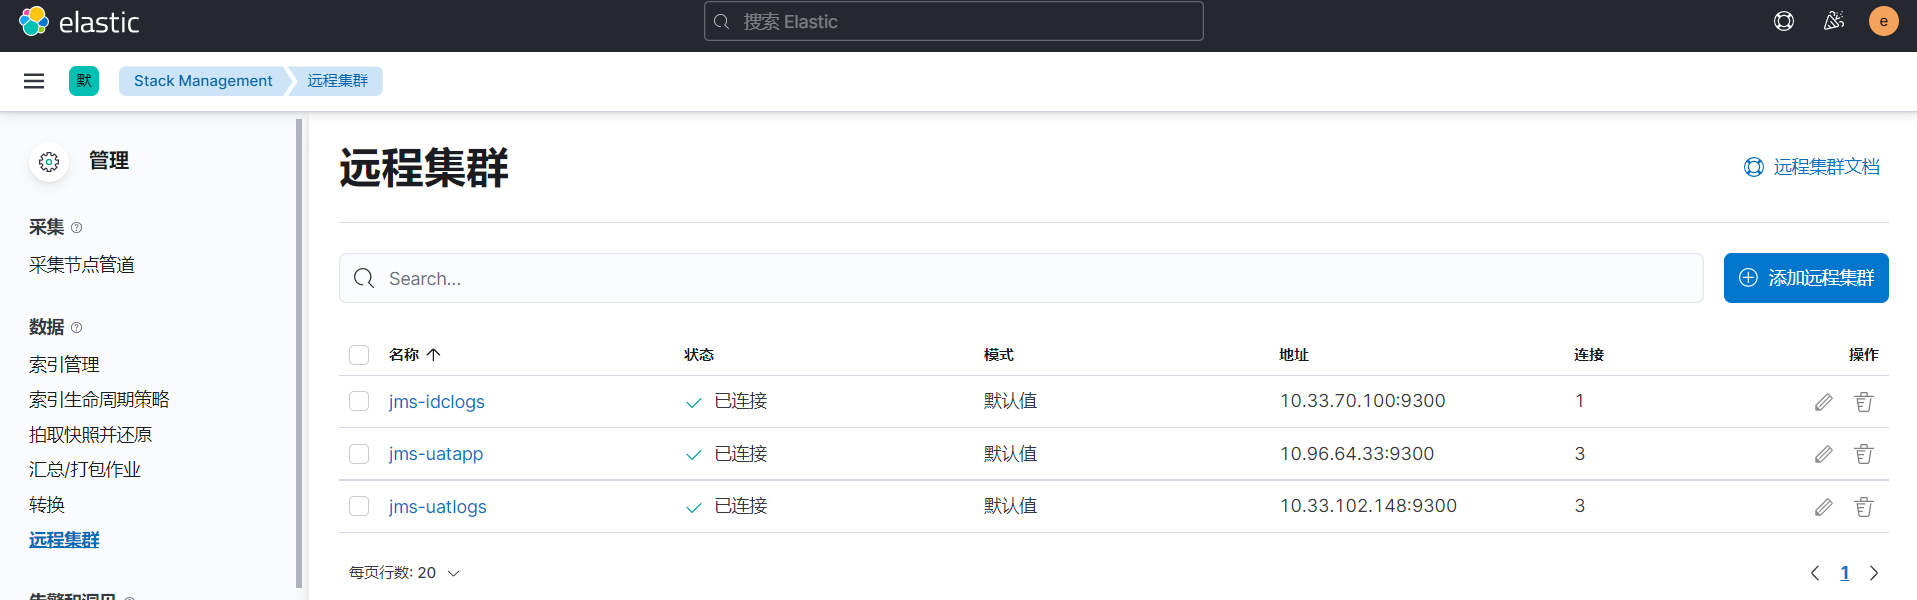 elastic
搜索 Elastic
e
默
Stack Management
远程集群
管理
采集
采集节点管道
数据
索引管理
索引生命周期策略
拍取快照并还原
汇总/打包作业
转换
远程集群
告警和洞见
远程集群
远程集群文档
Search...
添加远程集群
名称 状态 模式 地址 连接 操作
jms-idclogs 已连接 默认值 10.33.70.100:9300 1
jms-uatapp 已连接 默认值 10.96.64.33:9300 3
jms-uatlogs 已连接 默认值 10.33.102.148:9300 3
每页行数: 20
1